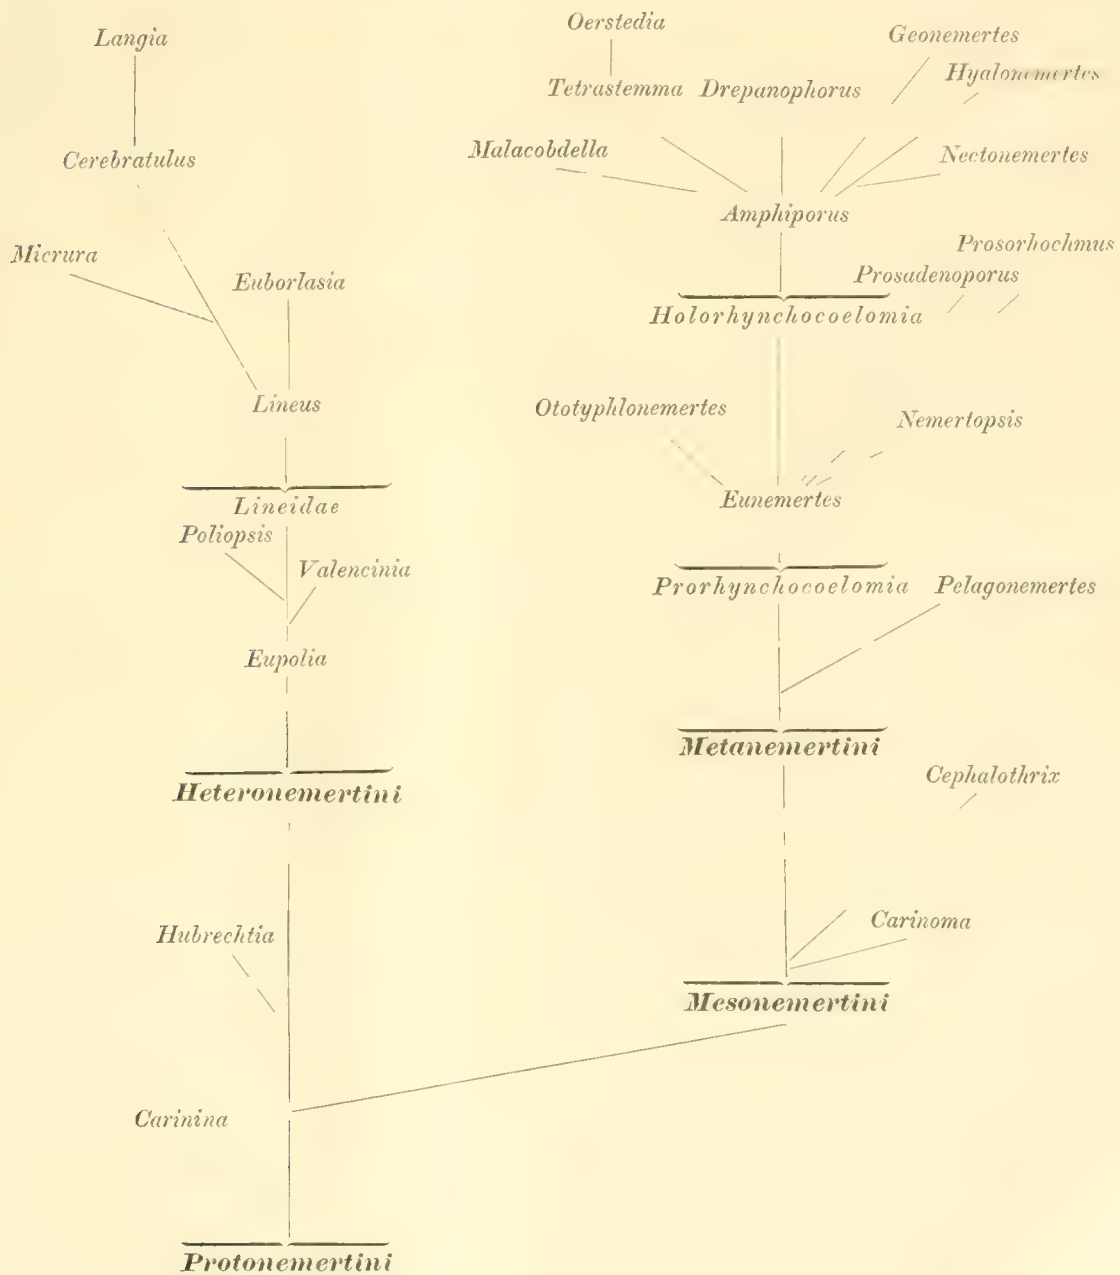 Oerstedia
Geonemertes
Langia
Hyalonemertes
Tetrastemma Drepanophorus
Malacobdella
Nectonemertes
Cerebratulus
Amphiporus
Prosorhochmus
Micrura
Prosadenoporus
Euborlasia
Holorhynchocoelomia
Lineus
Ototyphlonemertes
Nemertopsis
Eunemertes
Lineidae
Poliopsis
Valencinia
Prorhynchocoelomia
Pelagonemertes
Eupolia
Metanemertini
Cephalothrix
Heteronemertini
Carinoma
Hubrechtia
Mesonemertini
Carinina
Protonemertini